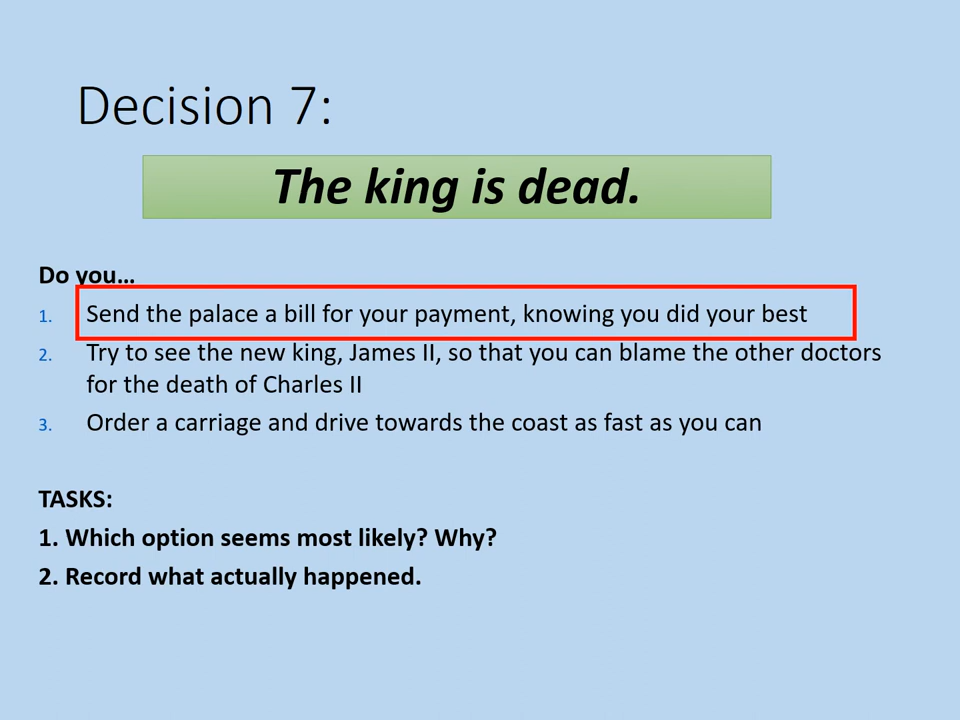 Decision 7:
The king is dead.
Do you…
1. Send the palace a bill for your payment, knowing you did your best
2. Try to see the new king, James II, so that you can blame the other doctors
for the death of Charles II
3. Order a carriage and drive towards the coast as fast as you can
TASKS:
1. Which option seems most likely? Why?
2. Record what actually happened.